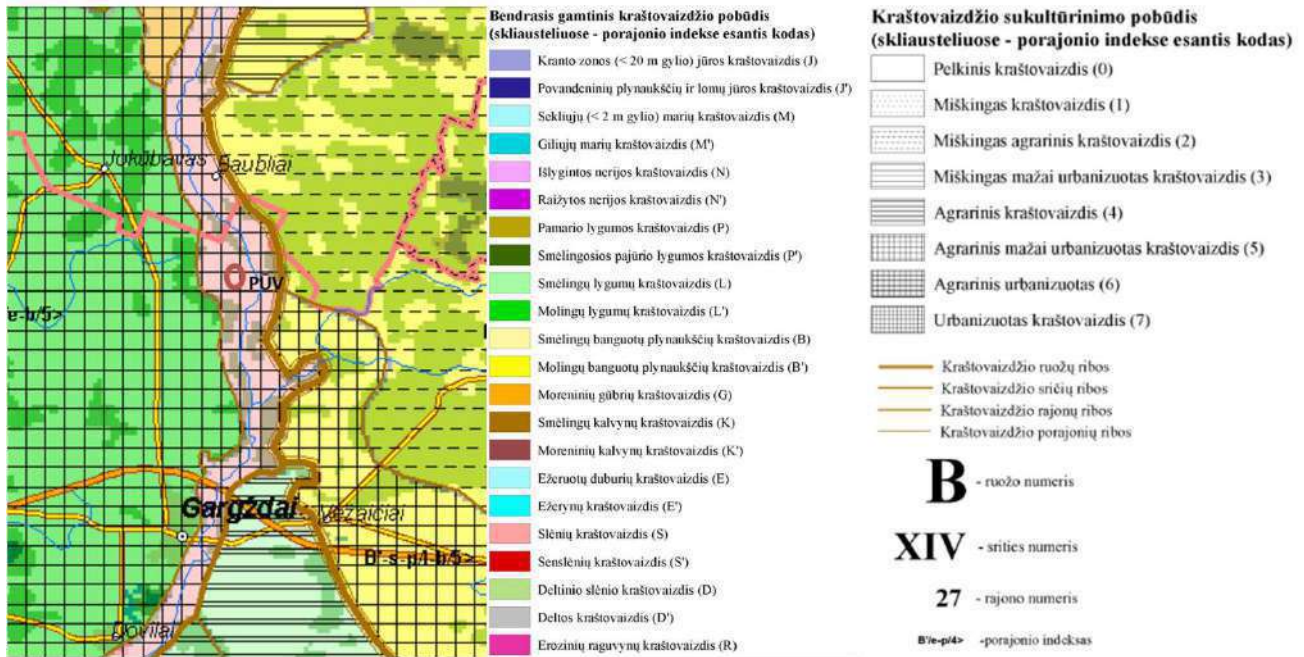 Jokūbavas
Baubliai
PŪV
e-b/5>
Gargždai
Vėžaičiai
B'-s-p/l-b/5>
Dovilai
Bendrasis gamtinis kraštovaizdžio pobūdis
(skliausteliuose - porajonio indekse esantis kodas)
Kranto zonos (< 20 m gylio) jūros kraštovaizdis (J)
Povandeninių plynaukščių ir lomų jūros kraštovaizdis (J')
Sekliųjų (< 2 m gylio) marių kraštovaizdis (M)
Giliųjų marių kraštovaizdis (M')
Išlygintos nerijos kraštovaizdis (N)
Raižytos nerijos kraštovaizdis (N')
Pamario lygumos kraštovaizdis (P)
Smėlingosios pajūrio lygumos kraštovaizdis (P')
Smėlingų lygumų kraštovaizdis (L)
Molingų lygumų kraštovaizdis (L')
Smėlingų banguotų plynaukščių kraštovaizdis (B)
Molingų banguotų plynaukščių kraštovaizdis (B')
Moreninių gūbrių kraštovaizdis (G)
Smėlingų kalvynų kraštovaizdis (K)
Moreninių kalvynų kraštovaizdis (K')
Ežeruotų duburių kraštovaizdis (E)
Ežerynų kraštovaizdis (E')
Slėnių kraštovaizdis (S)
Senslėnių kraštovaizdis (S')
Deltinio slėnio kraštovaizdis (D)
Deltos kraštovaizdis (D')
Erozinių raguvynų kraštovaizdis (R)
Kraštovaizdžio sukultūrinimo pobūdis
(skliausteliuose - porajonio indekse esantis kodas)
Pelkinis kraštovaizdis (0)
Miškingas kraštovaizdis (1)
Miškingas agrarinis kraštovaizdis (2)
Miškingas mažai urbanizuotas kraštovaizdis (3)
Agrarinis kraštovaizdis (4)
Agrarinis mažai urbanizuotas kraštovaizdis (5)
Agrarinis urbanizuotas (6)
Urbanizuotas kraštovaizdis (7)
Kraštovaizdžio ruožų ribos
Kraštovaizdžio sričių ribos
Kraštovaizdžio rajonų ribos
Kraštovaizdžio porajonių ribos
B - ruožo numeris
XIV - srities numeris
27 - rajono numeris
B'/e-p/4> -porajonio indeksas